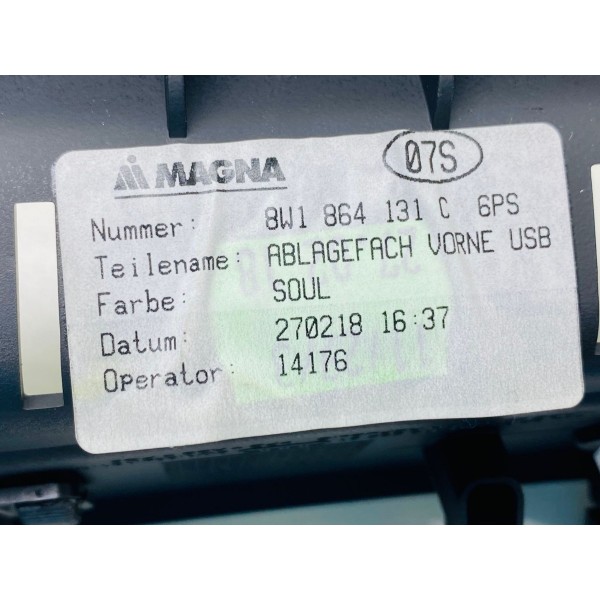 MAGNA 07S
Nummer: 8W1 864 131 C 6PS
Teilename: ABLAGEFACH VORNE USB
Farbe: SOUL
Datum: 270218 16:37
Operator: 14176